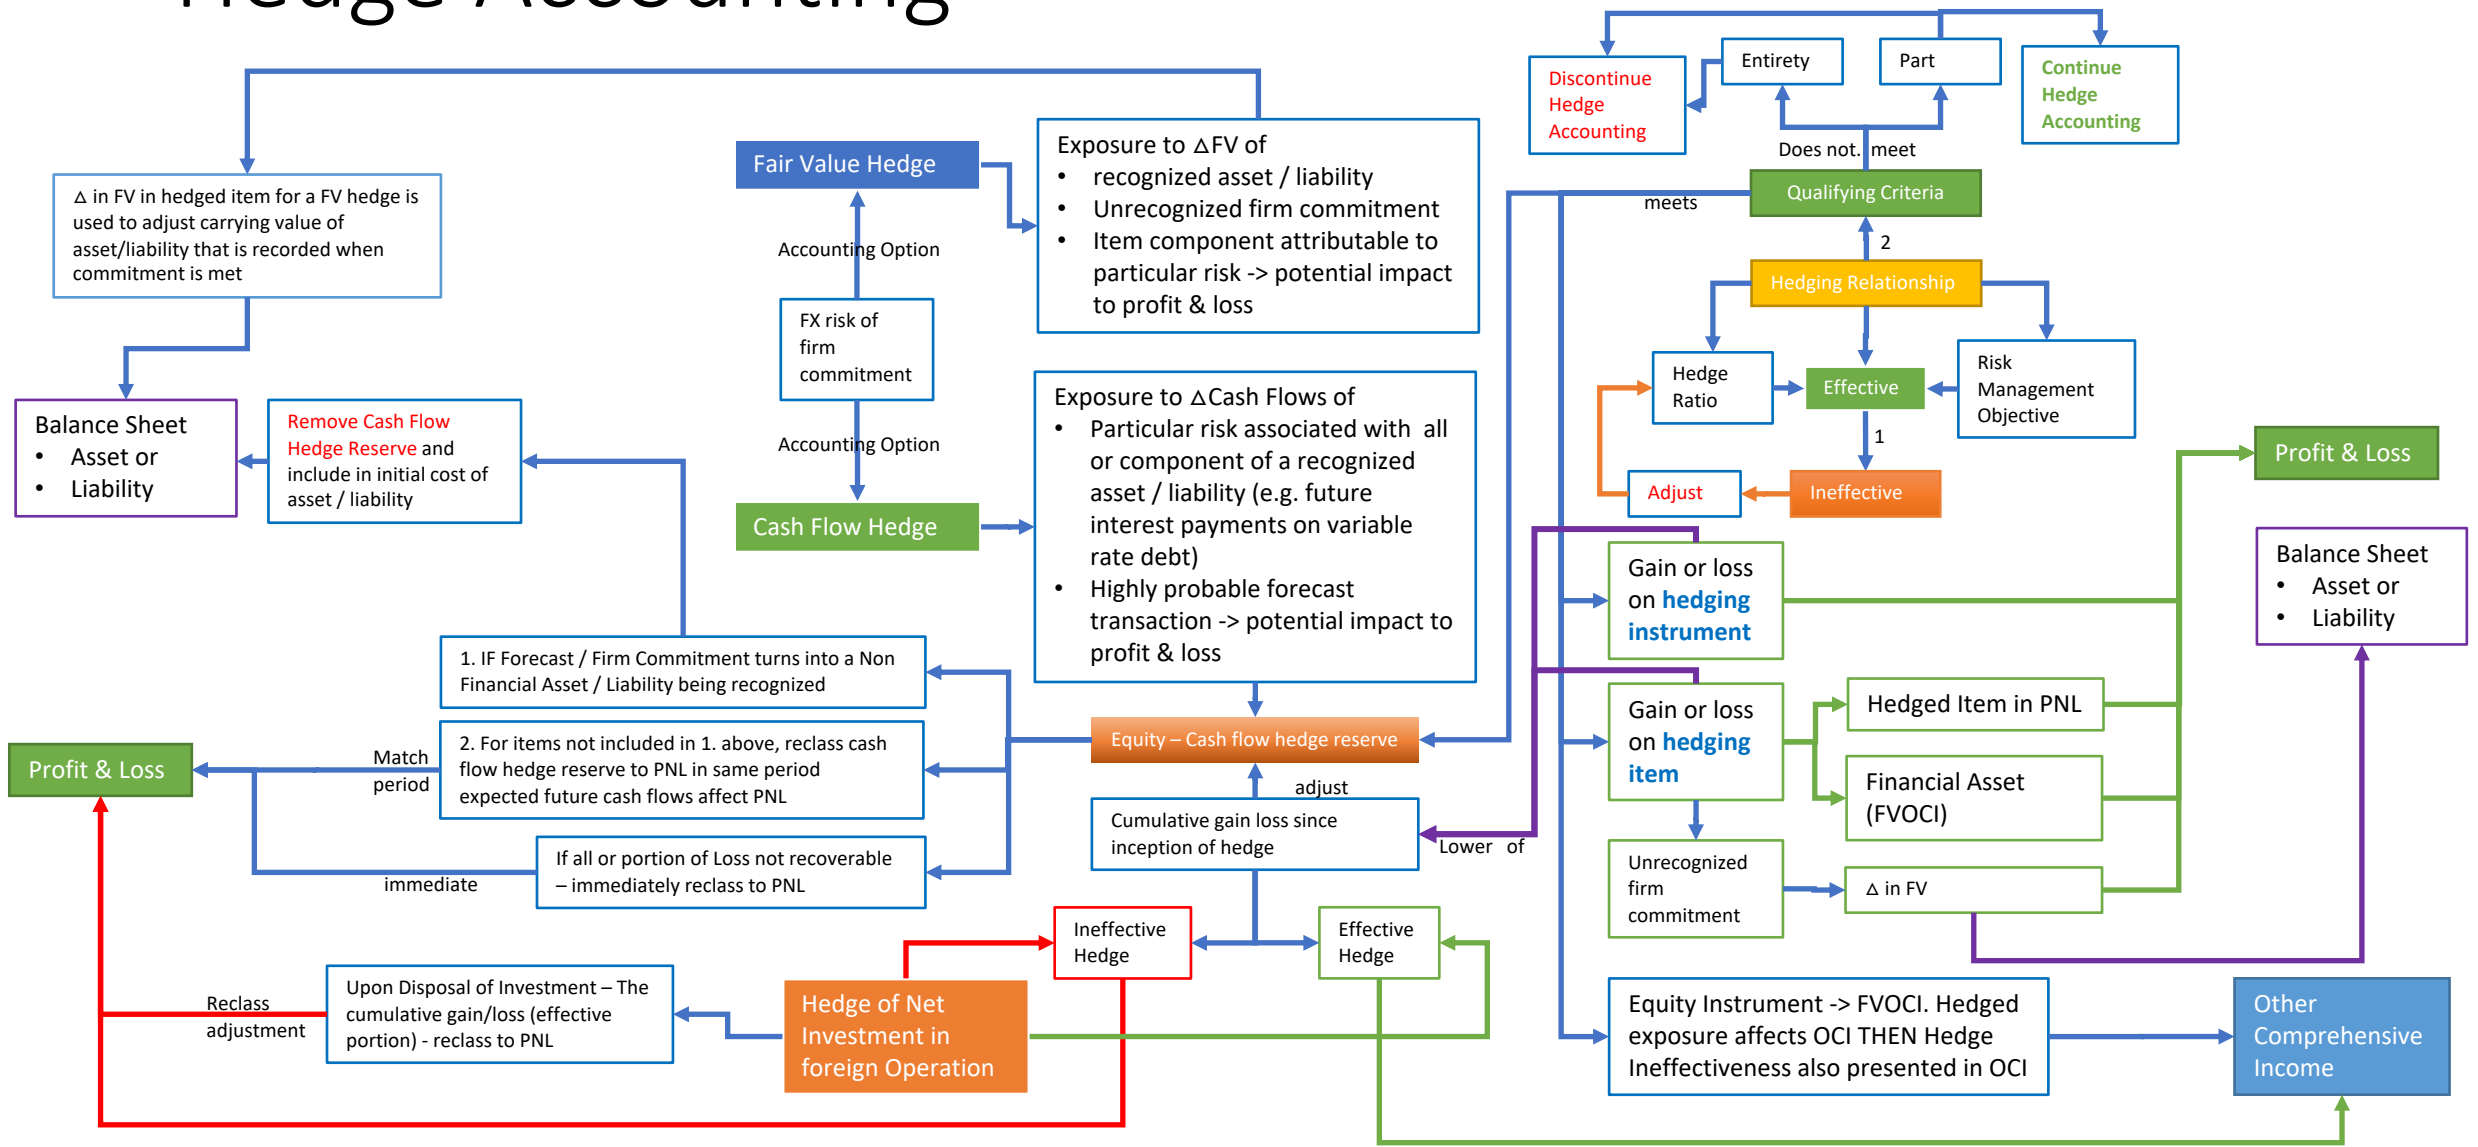 Hedge Accounting
Discontinue
Hedge
Accounting
Entirety
Part
Continue
Hedge
Accounting
Does not. meet
Qualifying Criteria
meets
2
Hedging Relationship
Hedge
Ratio
Effective
Risk
Management
Objective
1
Adjust
Ineffective
Fair Value Hedge
Exposure to △FV of
• recognized asset / liability
• Unrecognized firm commitment
• Item component attributable to
particular risk -> potential impact
to profit & loss
△ in FV in hedged item for a FV hedge is
used to adjust carrying value of
asset/liability that is recorded when
commitment is met
Accounting Option
FX risk of
firm
commitment
Accounting Option
Cash Flow Hedge
Exposure to △Cash Flows of
• Particular risk associated with all
or component of a recognized
asset / liability (e.g. future
interest payments on variable
rate debt)
• Highly probable forecast
transaction -> potential impact to
profit & loss
Balance Sheet
• Asset or
• Liability
Remove Cash Flow
Hedge Reserve and
include in initial cost of
asset / liability
1. IF Forecast / Firm Commitment turns into a Non
Financial Asset / Liability being recognized
2. For items not included in 1. above, reclass cash
flow hedge reserve to PNL in same period
expected future cash flows affect PNL
If all or portion of Loss not recoverable
– immediately reclass to PNL
Match
period
immediate
Profit & Loss
Equity – Cash flow hedge reserve
adjust
Cumulative gain loss since
inception of hedge
Lower of
Ineffective
Hedge
Effective
Hedge
Reclass
adjustment
Upon Disposal of Investment – The
cumulative gain/loss (effective
portion) - reclass to PNL
Hedge of Net
Investment in
foreign Operation
Gain or loss
on hedging
instrument
Gain or loss
on hedging
item
Hedged Item in PNL
Financial Asset
(FVOCI)
Unrecognized
firm
commitment
△ in FV
Profit & Loss
Balance Sheet
• Asset or
• Liability
Equity Instrument -> FVOCI. Hedged
exposure affects OCI THEN Hedge
Ineffectiveness also presented in OCI
Other
Comprehensive
Income